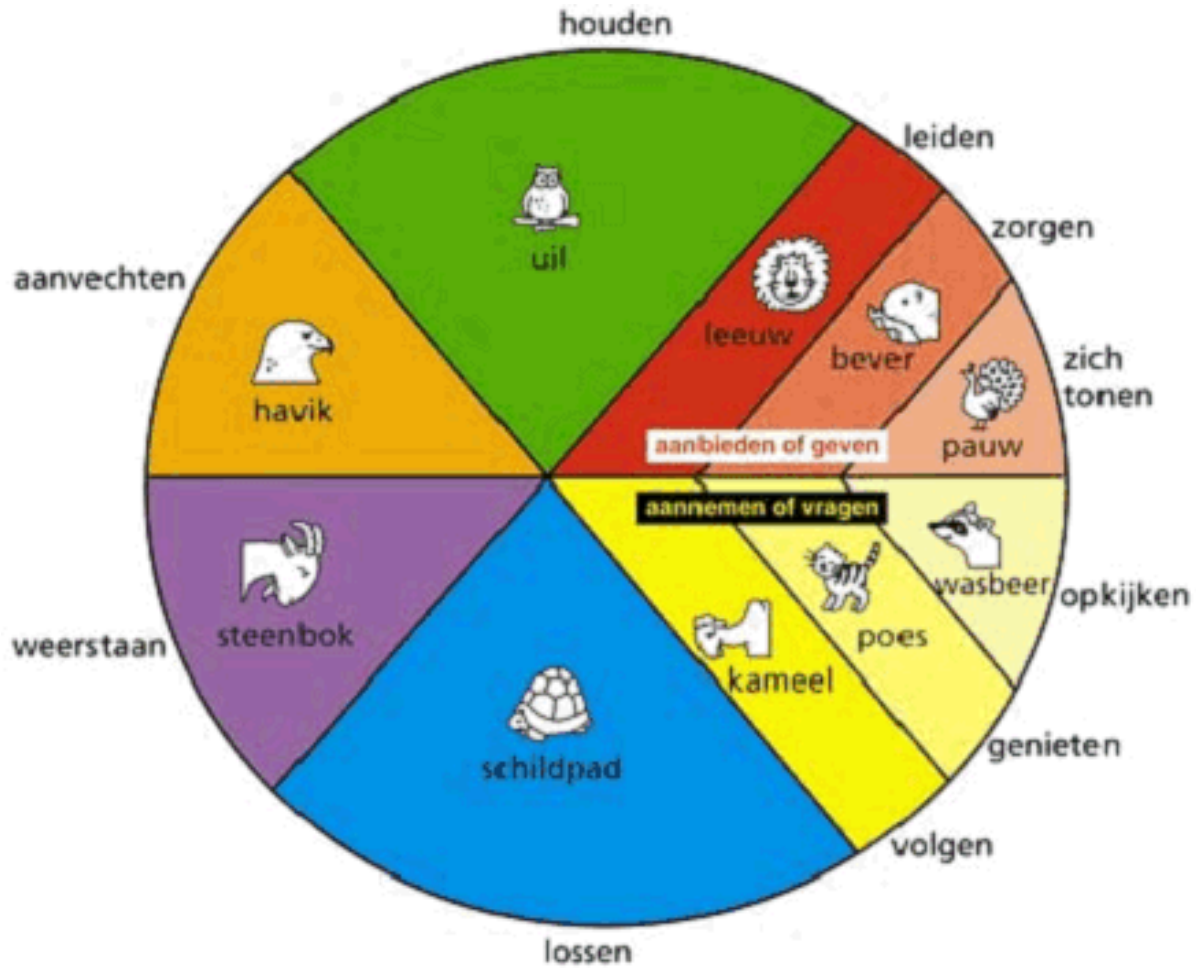 houden
leiden
zorgen
zich
tonen
aanvechten
uil
leeuw
bever
pauw
havik
aanbieden of geven
aannemen of vragen
steenbok
schildpad
kameel
poes
wasbeer
opkijken
weerstaan
genieten
volgen
lossen